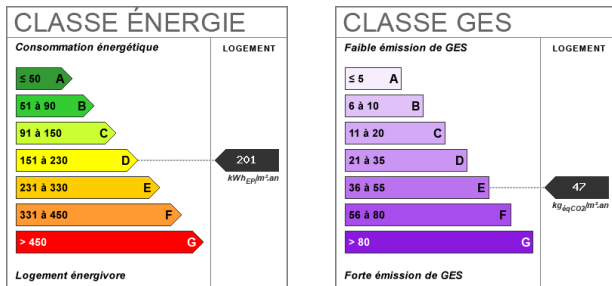 CLASSE ÉNERGIE
Consommation énergétique
LOGEMENT
≤ 50 A
51 à 90 B
91 à 150 C
151 à 230 D
201
kWhEP/m².an
231 à 330 E
331 à 450 F
> 450 G
Logement énergivore
CLASSE GES
Faible émission de GES
LOGEMENT
≤ 5 A
6 à 10 B
11 à 20 C
21 à 35 D
36 à 55 E
47
kgéqCO2/m².an
56 à 80 F
> 80 G
Forte émission de GES